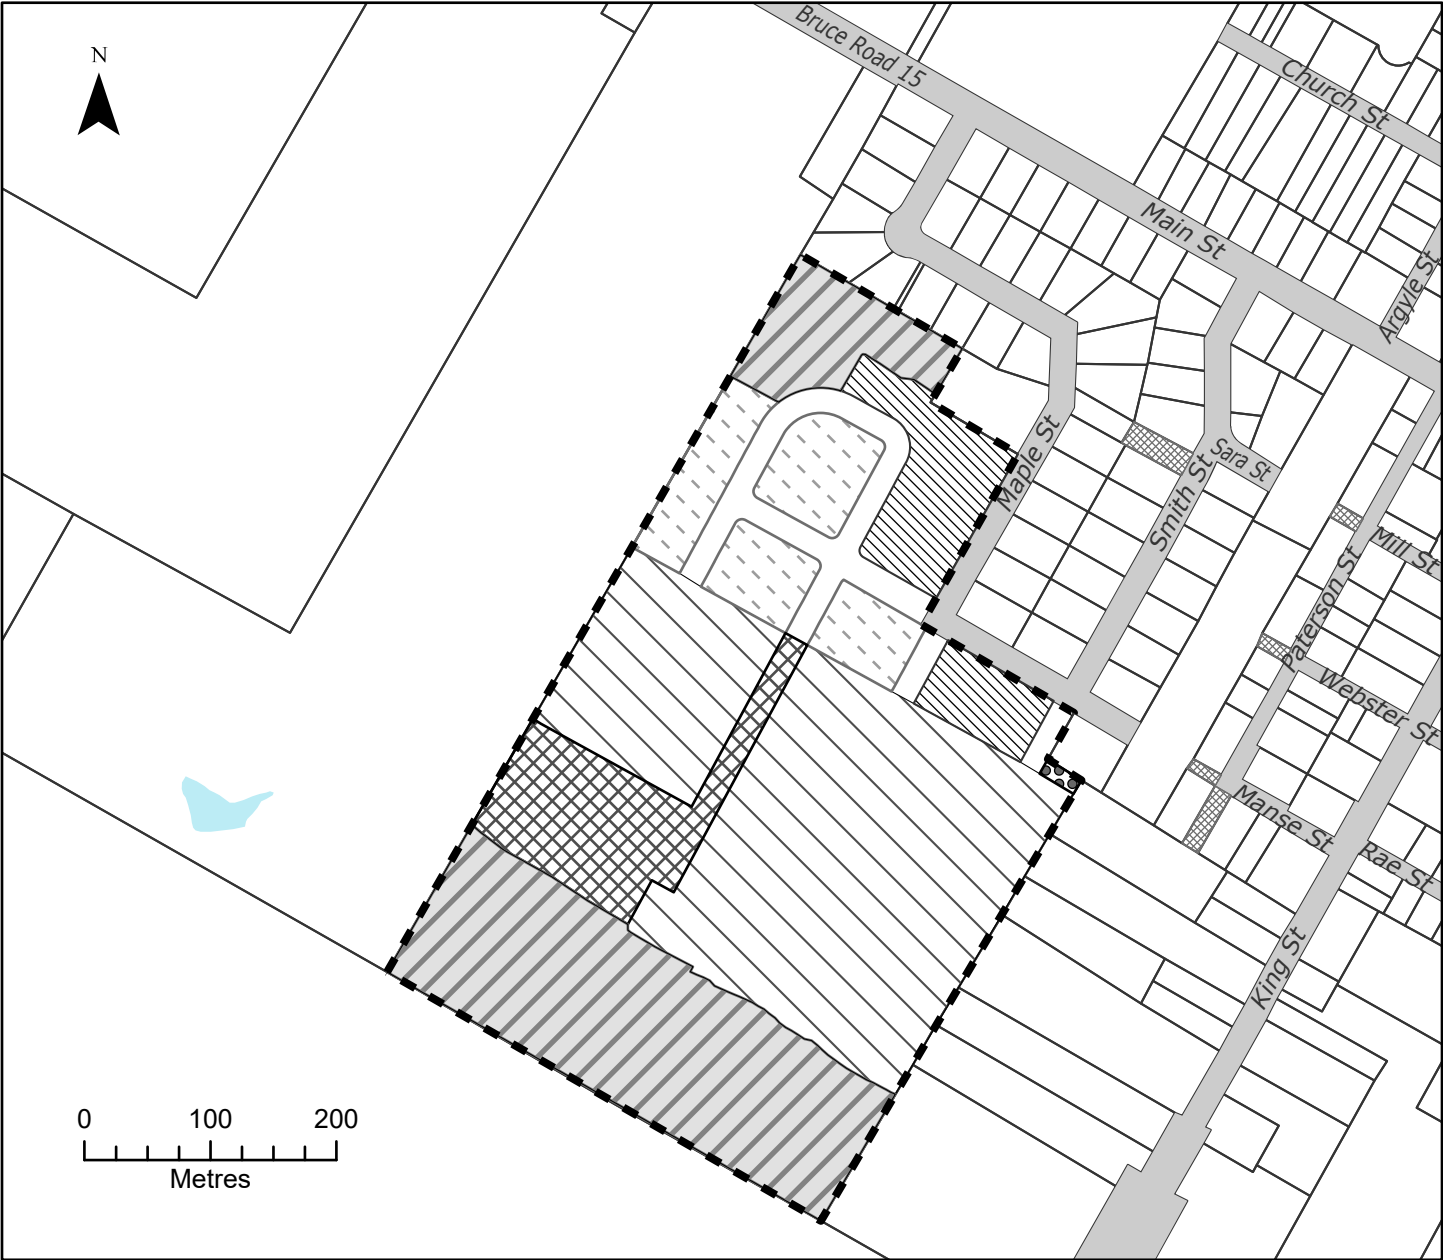 N
Bruce Road 15
Church St
Main St
Argyle St
Maple St
Sara St
Smith St
Mill St
Paterson St
Webster St
Manse St
Rae St
King St
0 100 200
Metres